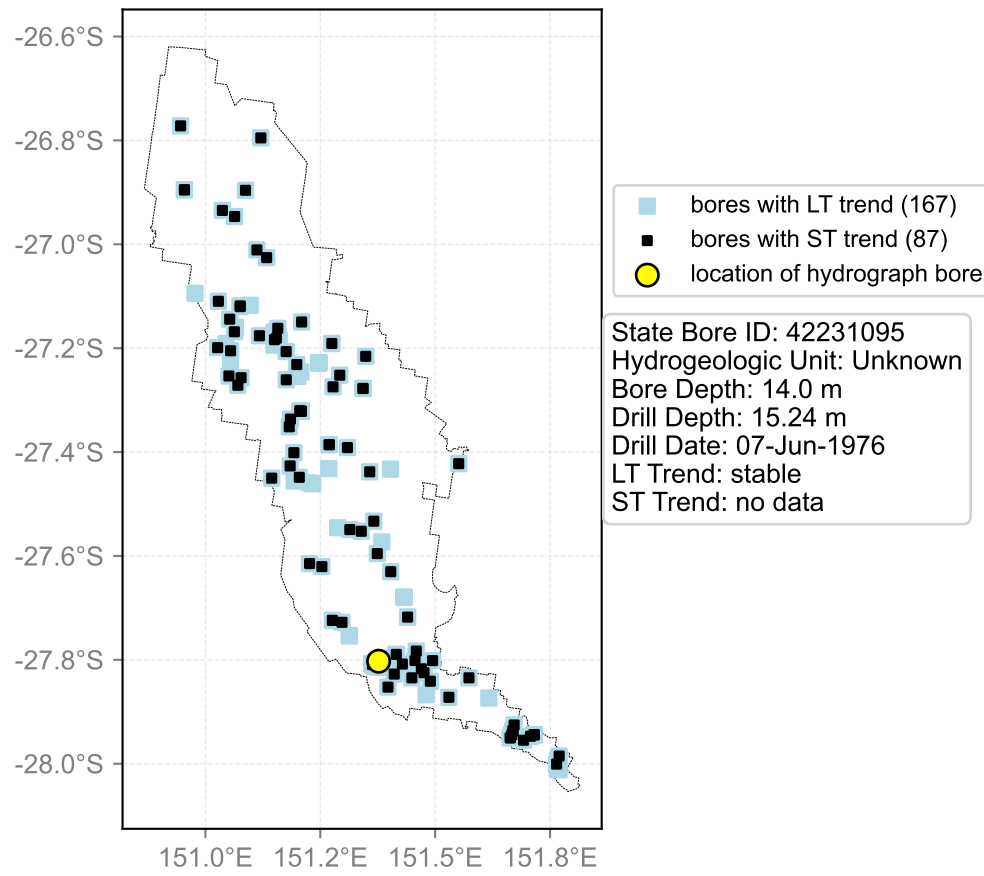 -26.6°S
-26.8°S
-27.0°S
-27.2°S
-27.4°S
-27.6°S
-27.8°S
-28.0°S
151.0°E
151.2°E
151.5°E
151.8°E
bores with LT trend (167)
bores with ST trend (87)
location of hydrograph bore
State Bore ID: 42231095
Hydrogeologic Unit: Unknown
Bore Depth: 14.0 m
Drill Depth: 15.24 m
Drill Date: 07-Jun-1976
LT Trend: stable
ST Trend: no data